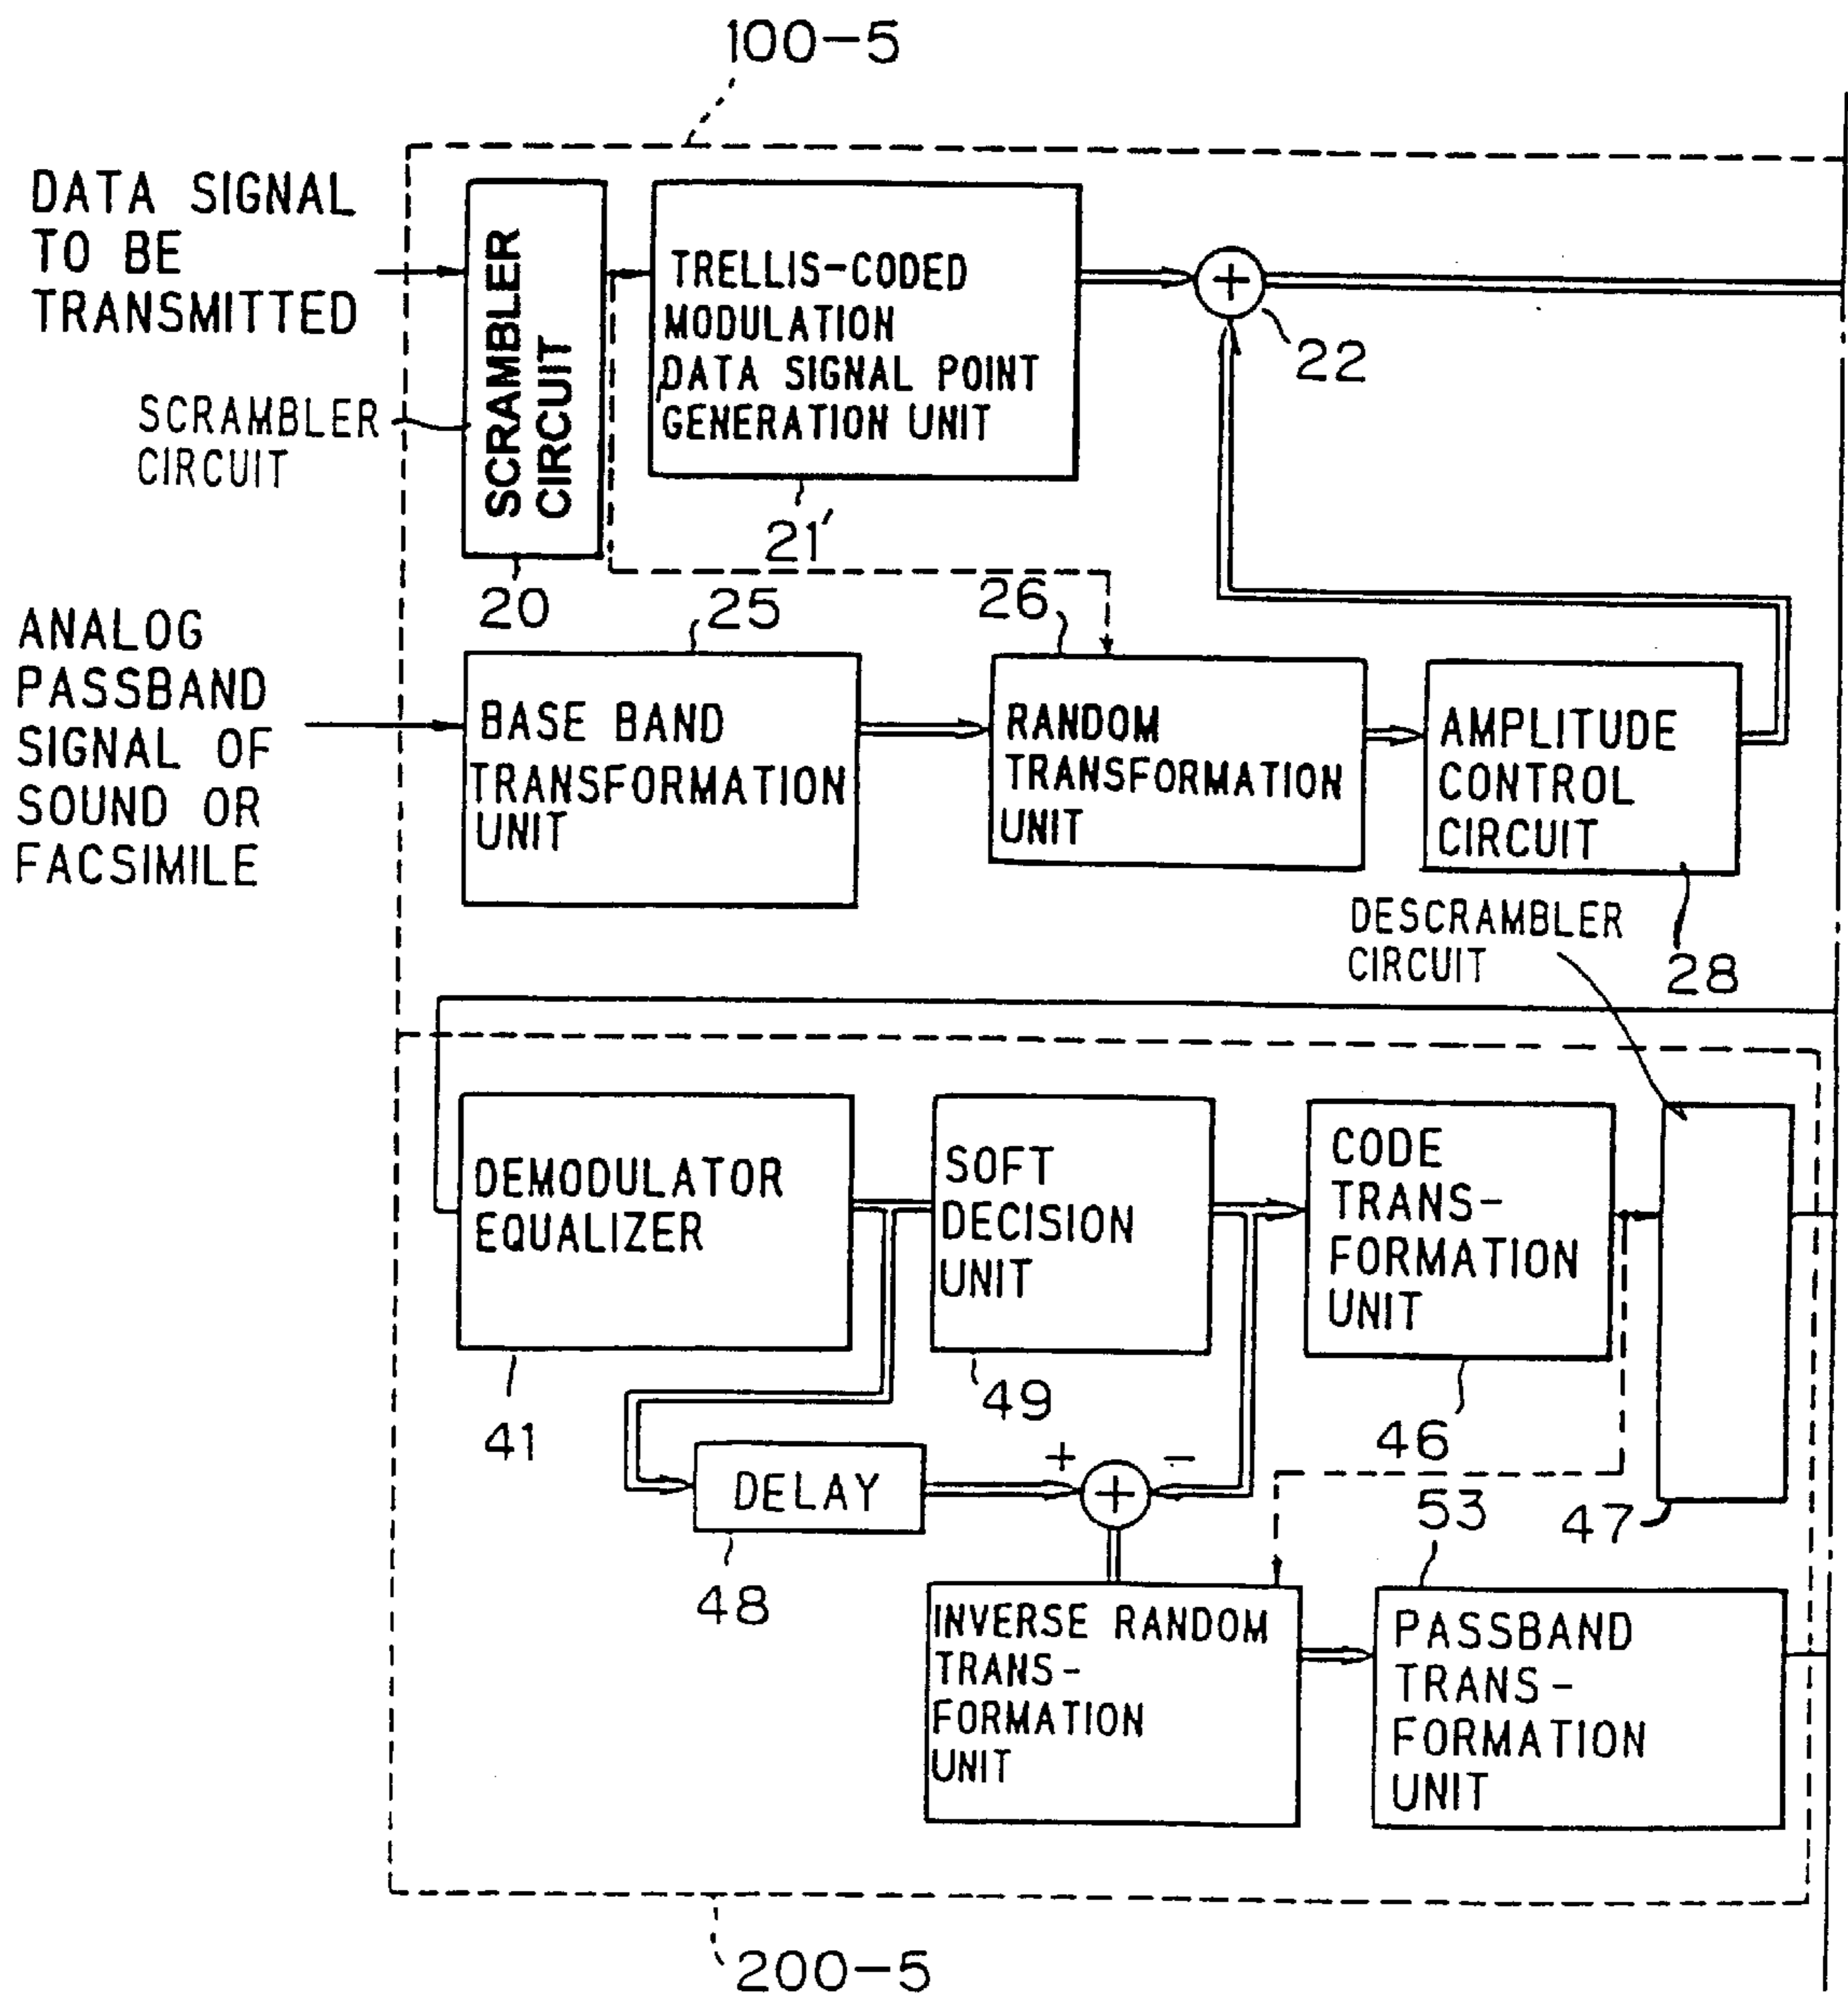 100-5
DATA SIGNAL
TO BE
TRANSMITTED
SCRAMBLER
CIRCUIT
SCRAMBLER
CIRCUIT
20
TRELLIS-CODED
MODULATION
DATA SIGNAL POINT
GENERATION UNIT
21'
+
22
ANALOG
PASSBAND
SIGNAL OF
SOUND OR
FACSIMILE
25
BASE BAND
TRANSFORMATION
UNIT
26
RANDOM
TRANSFORMATION
UNIT
AMPLITUDE
CONTROL
CIRCUIT
28
DESCRAMBLER
CIRCUIT
DEMODULATOR
EQUALIZER
41
SOFT
DECISION
UNIT
49
CODE
TRANS-
FORMATION
UNIT
46
47
DELAY
48
+
-
+
INVERSE RANDOM
TRANS-
FORMATION
UNIT
53
PASSBAND
TRANS-
FORMATION
UNIT
200-5